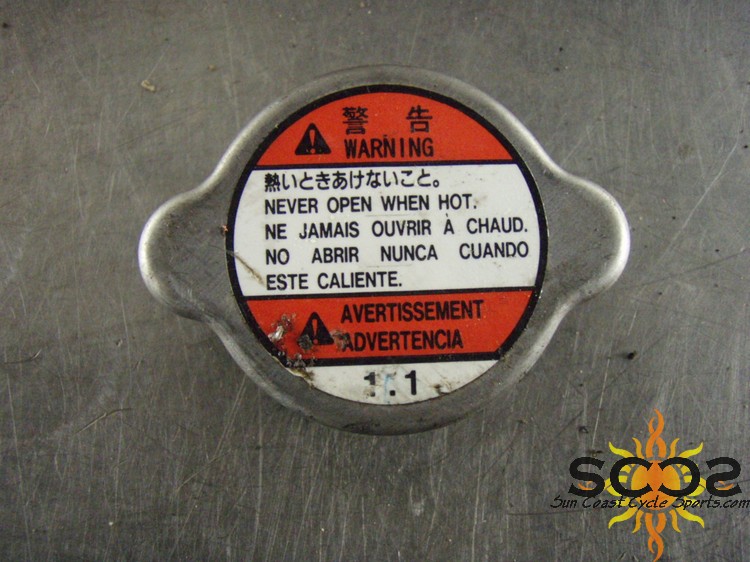 警告
WARNING
熱いときあけないこと。
NEVER OPEN WHEN HOT.
NE JAMAIS OUVRIR À CHAUD.
NO ABRIR NUNCA CUANDO
ESTE CALIENTE.
AVERTISSEMENT
ADVERTENCIA
1.1
SCCS
Sun Coast Cycle Sports.com